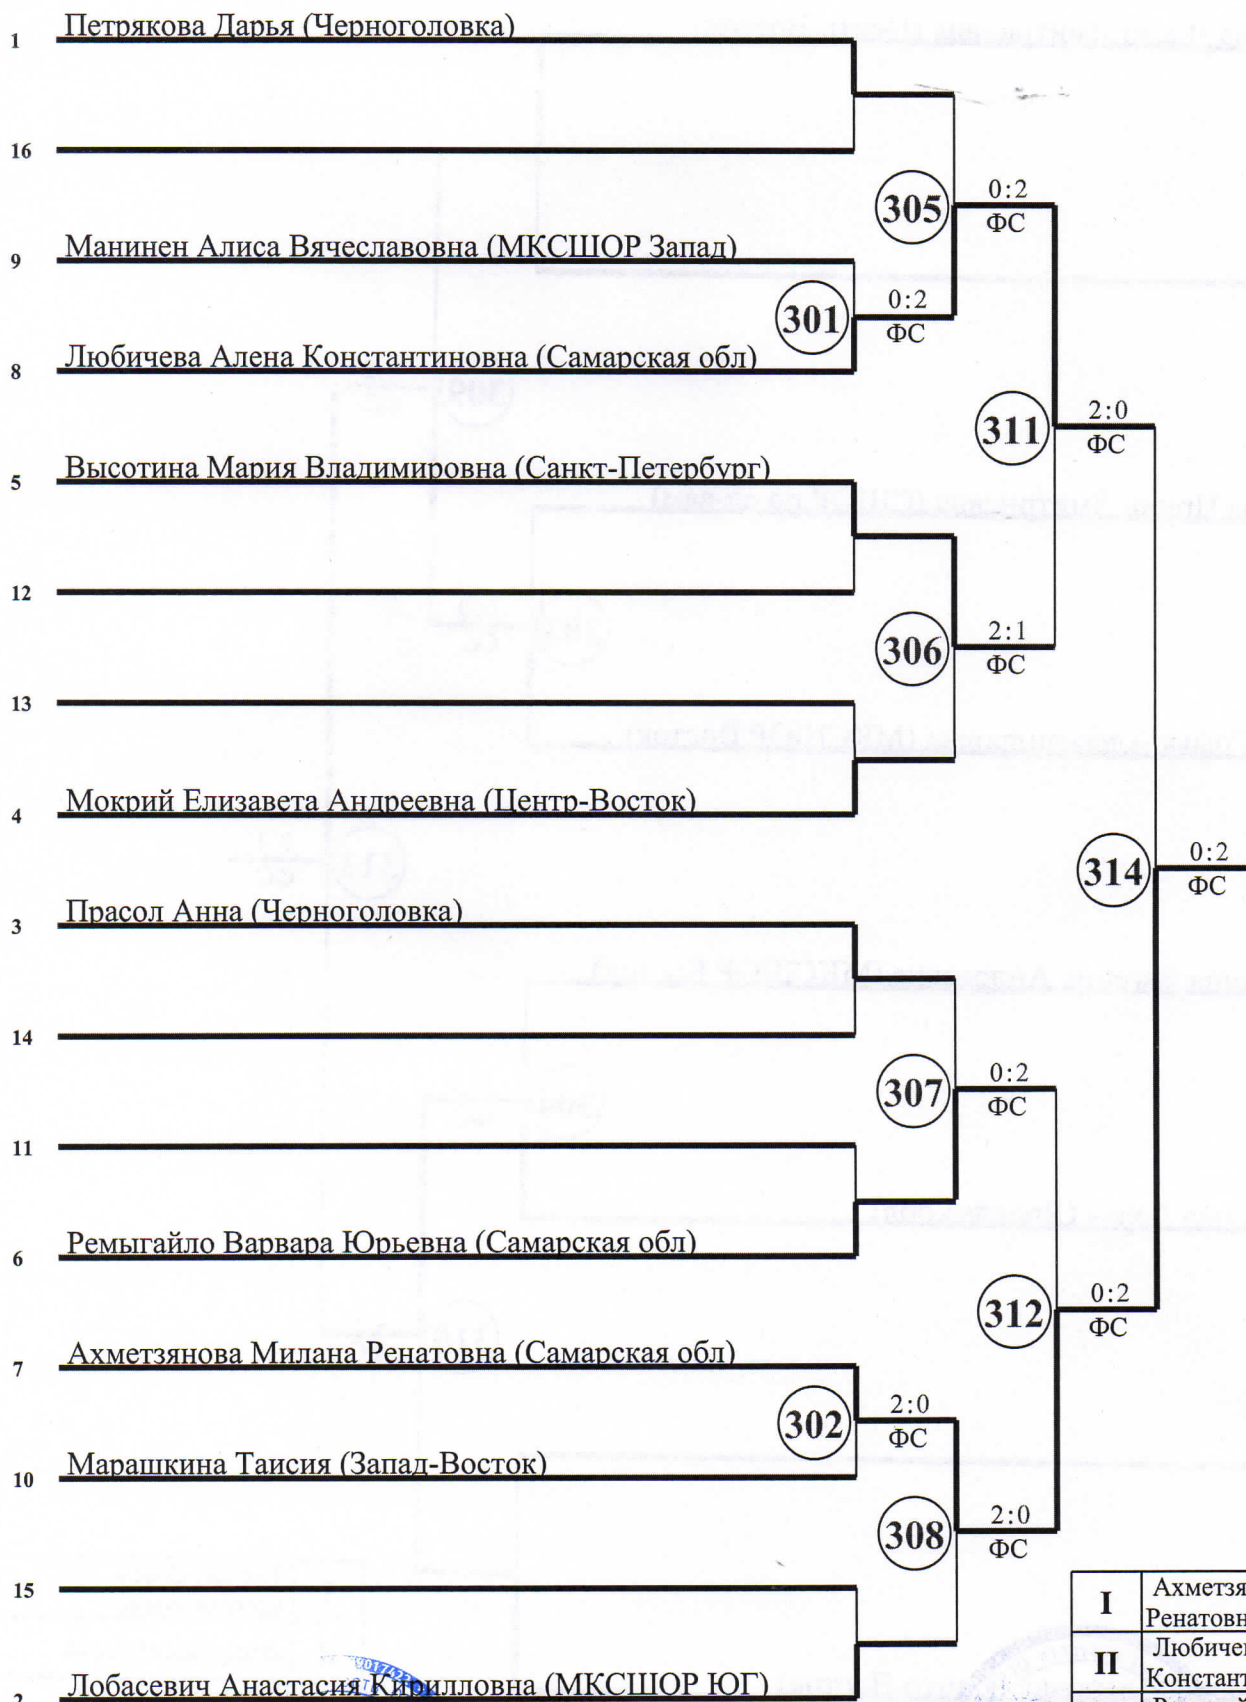 1 Петрякова Дарья (Черноголовка)
16
305 0:2
ФС
9 Манинен Алиса Вячеславовна (МКСШОР Запад)
301 0:2
ФС
8 Любичева Алена Константиновна (Самарская обл)
311 2:0
ФС
5 Высотина Мария Владимировна (Санкт-Петербург)
12
306 2:1
ФС
13
4 Мокрий Елизавета Андреевна (Центр-Восток)
314 0:2
ФС
3 Прасол Анна (Черноголовка)
14
307 0:2
ФС
11
6 Ремыгайло Варвара Юрьевна (Самарская обл)
312 0:2
ФС
7 Ахметзянова Милана Ренатовна (Самарская обл)
302 2:0
ФС
10 Марашкина Таисия (Запад-Восток)
308 2:0
ФС
15
I Ахметзя
Ренатовн
II Любичев
Констант
2 Лобасевич Анастасия Кирилловна (МКСШОР ЮГ)